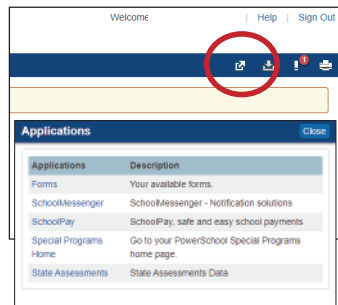 Welcome | Help | Sign Out
! 1
Applications Close
Applications Description
Forms Your available forms.
SchoolMessenger SchoolMessenger - Notification solutions
SchoolPay SchoolPay, safe and easy school payments
Special Programs Go to your PowerSchool Special Programs
Home home page.
State Assessments State Assessments Data